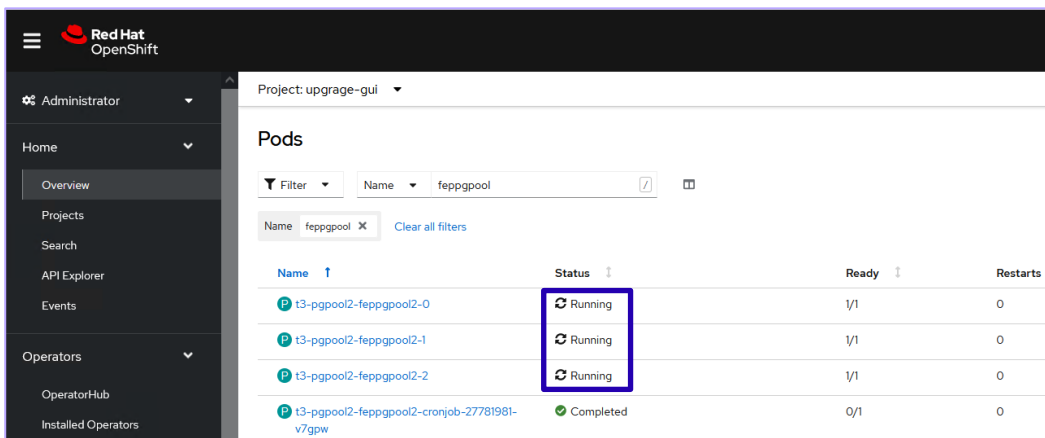 Red Hat
OpenShift
Administrator
Project: upgrage-gui
Home
Pods
Overview
Filter Name feppgpool /
Projects
Name feppgpool Clear all filters
Search
API Explorer
Name Status Ready Restarts
Events
P t3-pgpool2-feppgpool2-0 Running 1/1 0
P t3-pgpool2-feppgpool2-1 Running 1/1 0
Operators
P t3-pgpool2-feppgpool2-2 Running 1/1 0
OperatorHub
P t3-pgpool2-feppgpool2-cronjob-27781981- Completed 0/1 0
Installed Operators
v7gpw